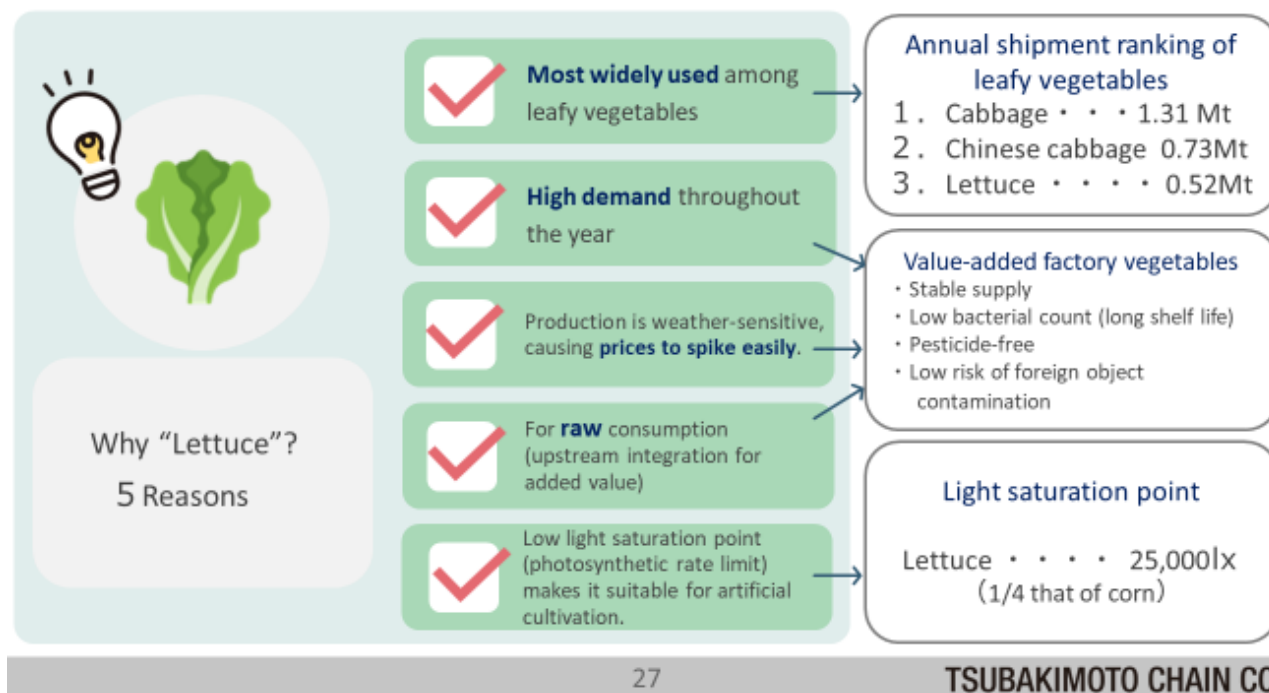 Why “Lettuce”?
5 Reasons
Most widely used among
leafy vegetables
High demand throughout
the year
Production is weather-sensitive,
causing prices to spike easily.
For raw consumption
(upstream integration for
added value)
Low light saturation point
(photosynthetic rate limit)
makes it suitable for artificial
cultivation.
Annual shipment ranking of
leafy vegetables
1. Cabbage・・・1.31 Mt
2. Chinese cabbage 0.73Mt
3. Lettuce・・・・0.52Mt
Value-added factory vegetables
・Stable supply
・Low bacterial count (long shelf life)
・Pesticide-free
・Low risk of foreign object
contamination
Light saturation point
Lettuce・・・・25,000lx
(1/4 that of corn)
27
TSUBAKIMOTO CHAIN CO